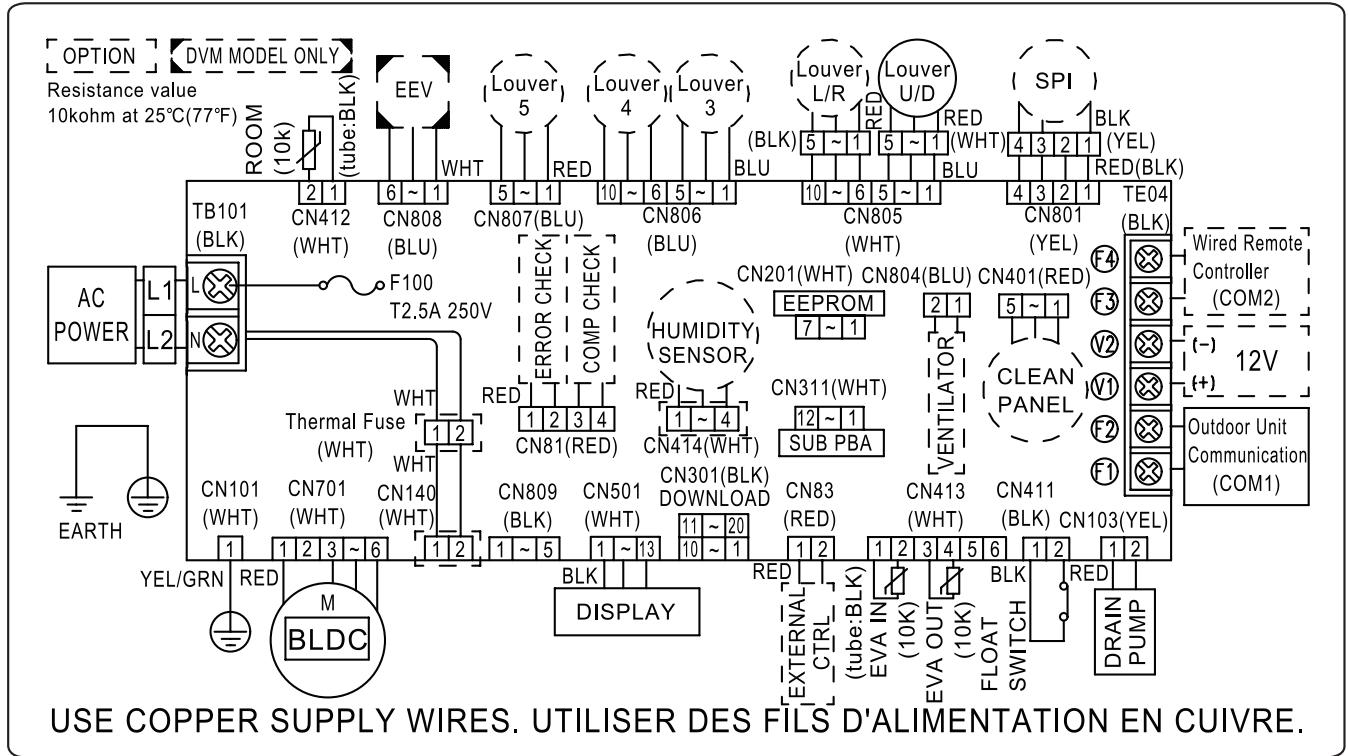 OPTION
DVM MODEL ONLY
Resistance value
10kohm at 25°C(77°F)
ROOM
(10k)
(tube:BLK)
EEV
Louver
5
Louver
4
Louver
3
Louver
L/R
Louver
U/D
SPI
WHT
RED
BLU
(BLK)
RED
RED
(WHT)
BLU
BLK
(YEL)
RED(BLK)
5 ~ 1
5 ~ 1
4 3 2 1
2 1
6 ~ 1
5 ~ 1
10 ~ 6 5 ~ 1
10 ~ 6 5 ~ 1
4 3 2 1
TB101
(BLK)
CN412
(WHT)
CN808
(BLU)
CN807(BLU)
CN806
(BLU)
CN805
(WHT)
CN801
(YEL)
TE04
(BLK)
AC
POWER
L1
L2
L
N
F100
T2.5A 250V
ERROR CHECK
COMP CHECK
RED
1 2 3 4
CN81(RED)
HUMIDITY
SENSOR
RED
1 ~ 4
CN414(WHT)
CN201(WHT)
EEPROM
7 ~ 1
CN311(WHT)
12 ~ 1
SUB PBA
CN804(BLU)
2 1
VENTILATOR
CN401(RED)
5 ~ 1
CLEAN
PANEL
F4
F3
V2
V1
F2
F1
Wired Remote
Controller
(COM2)
(-)
12V
(+)
Outdoor Unit
Communication
(COM1)
WHT
Thermal Fuse
(WHT)
1 2
WHT
EARTH
CN101
(WHT)
1
YEL/GRN
CN701
(WHT)
1 2 3 ~ 6
RED
M
BLDC
CN140
(WHT)
1 2
CN809
(BLK)
1 ~ 5
CN501
(WHT)
1 ~ 13
BLK
DISPLAY
CN301(BLK)
DOWNLOAD
11 ~ 20
10 ~ 1
CN83
(RED)
1 2
RED
EXTERNAL
CTRL
CN413
(WHT)
1 2 3 4 5 6
(tube:BLK)
EVA IN
(10K)
EVA OUT
(10K)
FLOAT
SWITCH
CN411
(BLK)
1 2
BLK
CN103(YEL)
1 2
RED
DRAIN
PUMP
USE COPPER SUPPLY WIRES. UTILISER DES FILS D'ALIMENTATION EN CUIVRE.